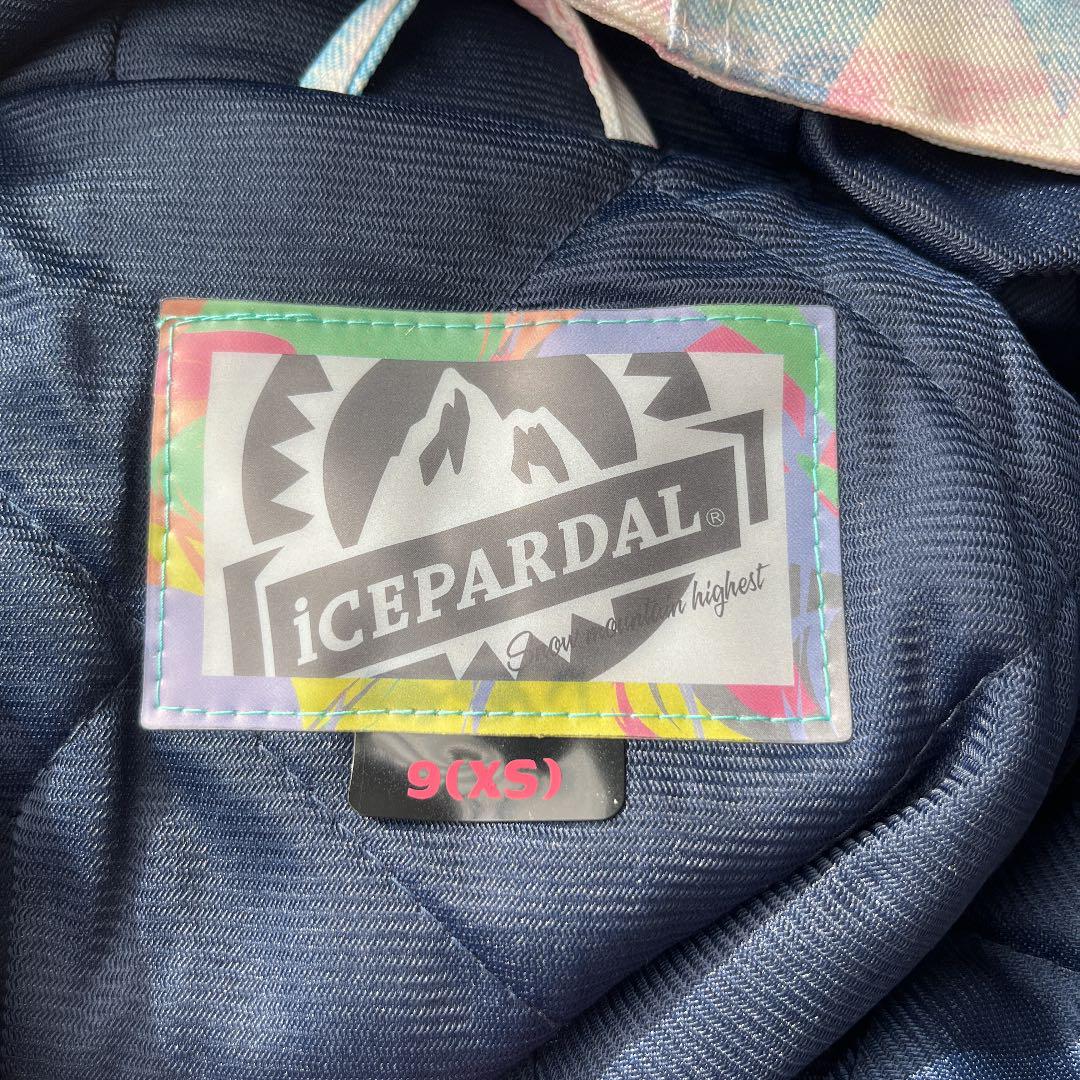 iCEPARDAL®
Snow mountain highest
9(XS)